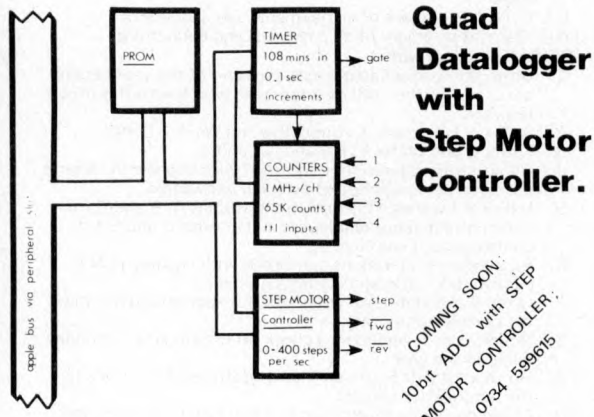 Quad
Datalogger
with
Step Motor
Controller.
PROM
TIMER
108 mins in
0.1 sec
increments
gate
COUNTERS
1 MHz/ch
65K counts
ttl inputs
1
2
3
STEP MOTOR
Controller
0-400 steps
per sec
step
fwd
rev
apple bus via peripheral
COMING SOON:
10 bit ADC with STEP
MOTOR CONTROLLER:
0734 599615